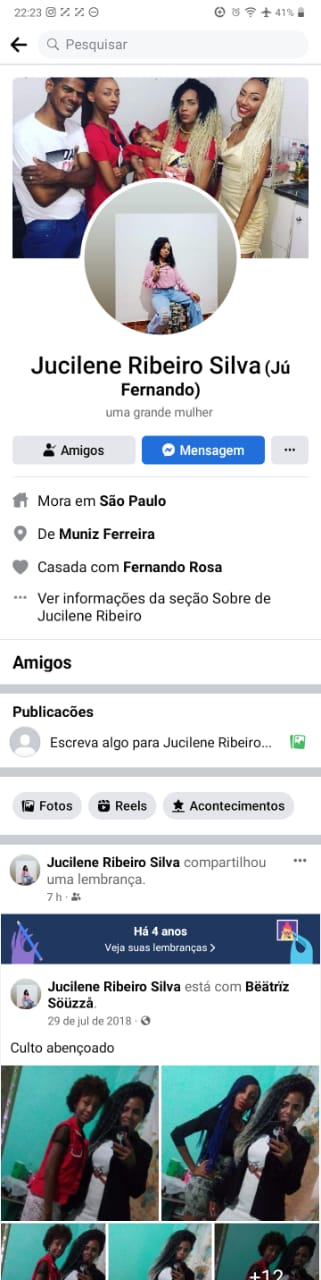 22:23
41%
Pesquisar
Jucilene Ribeiro Silva (Jú
Fernando)
uma grande mulher
Amigos
Mensagem
Mora em São Paulo
De Muniz Ferreira
Casada com Fernando Rosa
Ver informações da seção Sobre de
Jucilene Ribeiro
Amigos
Publicacões
Escreva algo para Jucilene Ribeiro...
Fotos
Reels
Acontecimentos
Jucilene Ribeiro Silva compartilhou
uma lembrança.
7 h ·
Há 4 anos
Veja suas lembranças
Jucilene Ribeiro Silva está com Bëätrïz
Söüzzå.
29 de jul de 2018 ·
Culto abençoado
+12